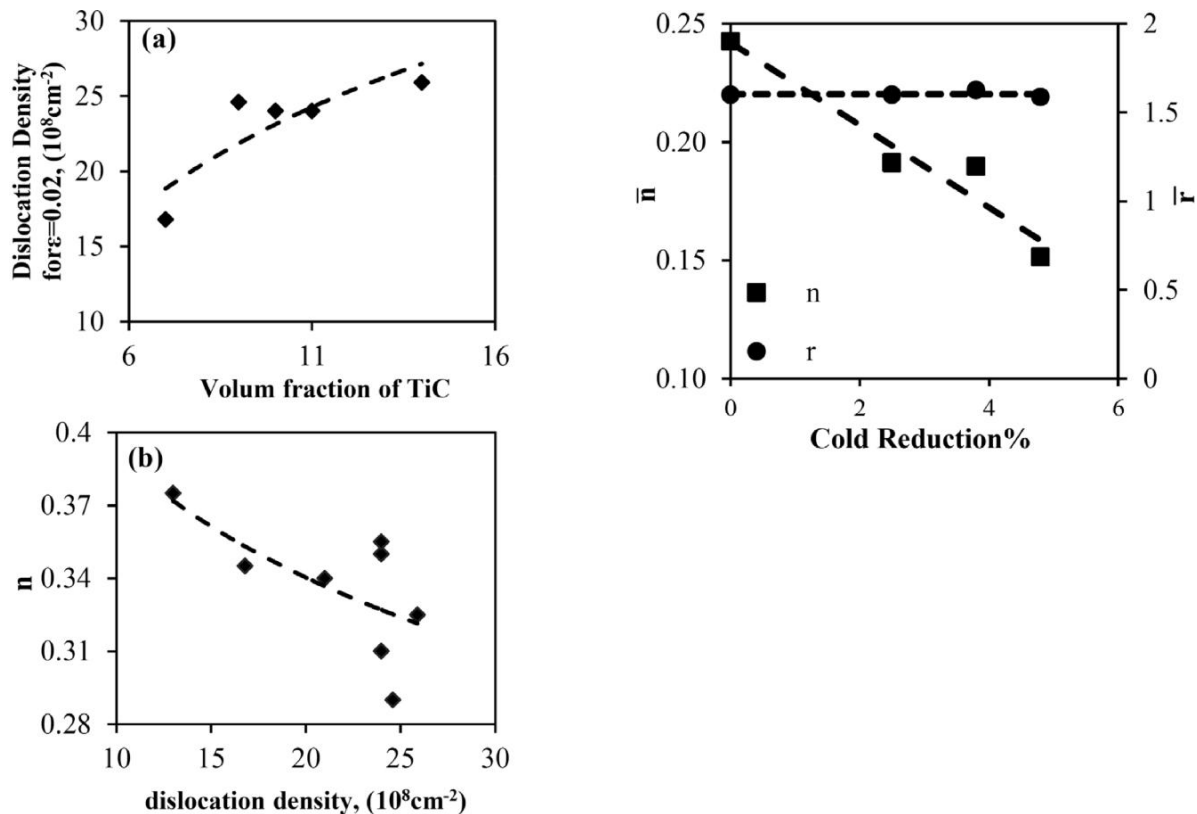 (a)
Dislocation Density
forε=0.02, (10⁸cm⁻²)
30
25
20
15
10
6 11 16
Volum fraction of TiC
(b)
n
0.4
0.37
0.34
0.31
0.28
10 15 20 25 30
dislocation density, (10⁸cm⁻²)
n̅
0.25
0.20
0.15
0.10
n
r
2
1.5
1
0.5
0
r̅
0 2 4 6
Cold Reduction%